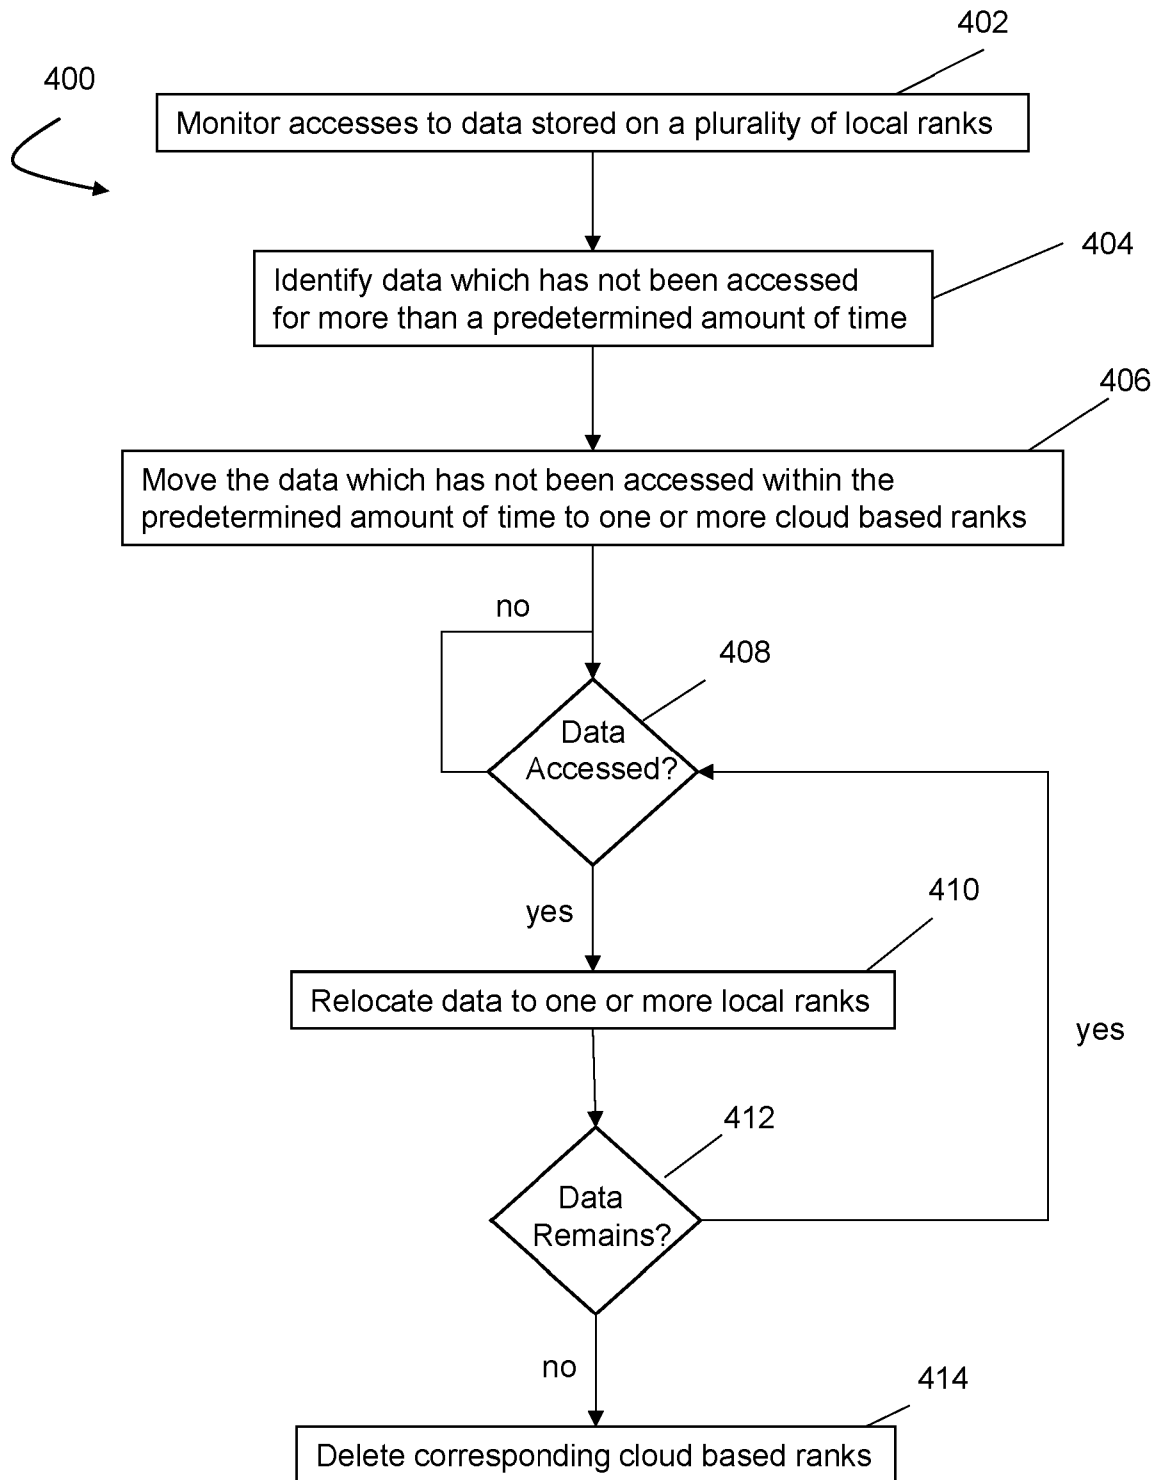 402
400
Monitor accesses to data stored on a plurality of local ranks
404
Identify data which has not been accessed
for more than a predetermined amount of time
406
Move the data which has not been accessed within the
predetermined amount of time to one or more cloud based ranks
no
408
Data
Accessed?
yes
410
Relocate data to one or more local ranks
yes
412
Data
Remains?
no
414
Delete corresponding cloud based ranks